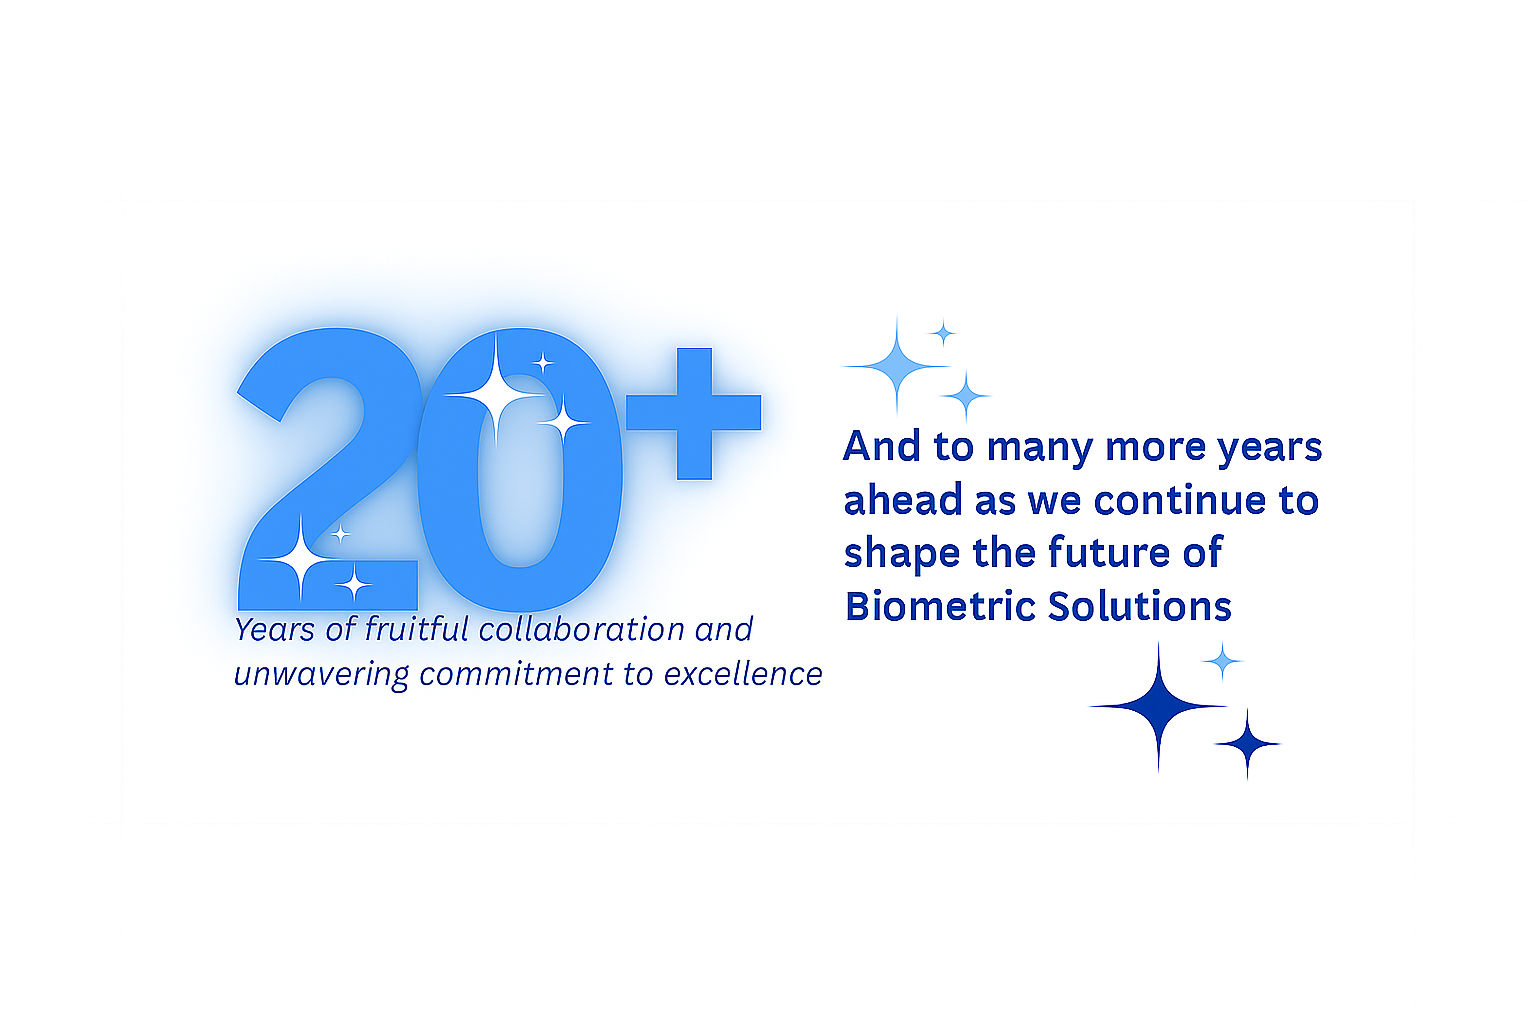 20+
Years of fruitful collaboration and
unwavering commitment to excellence
And to many more years
ahead as we continue to
shape the future of
Biometric Solutions